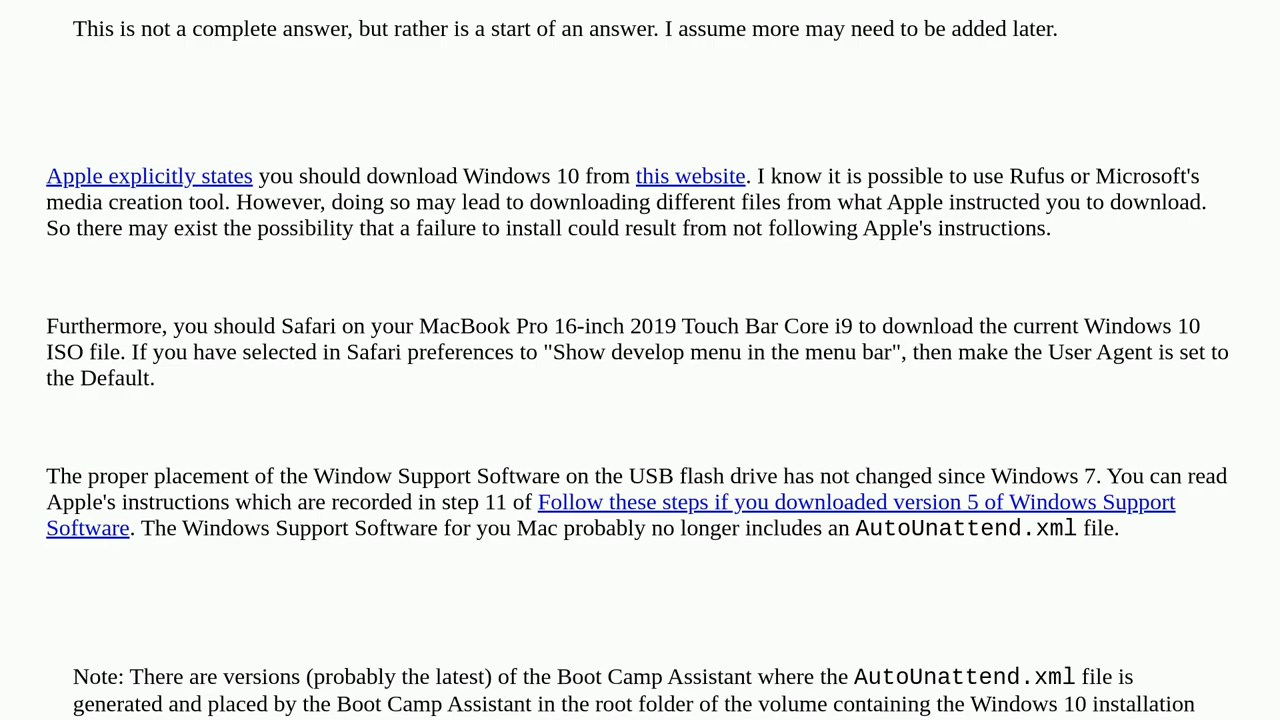 This is not a complete answer, but rather is a start of an answer. I assume more may need to be added later.
Apple explicitly states you should download Windows 10 from this website. I know it is possible to use Rufus or Microsoft's
media creation tool. However, doing so may lead to downloading different files from what Apple instructed you to download.
So there may exist the possibility that a failure to install could result from not following Apple's instructions.
Furthermore, you should Safari on your MacBook Pro 16-inch 2019 Touch Bar Core i9 to download the current Windows 10
ISO file. If you have selected in Safari preferences to "Show develop menu in the menu bar", then make the User Agent is set to
the Default.
The proper placement of the Window Support Software on the USB flash drive has not changed since Windows 7. You can read
Apple's instructions which are recorded in step 11 of Follow these steps if you downloaded version 5 of Windows Support
Software. The Windows Support Software for you Mac probably no longer includes an AutoUnattend.xml file.
Note: There are versions (probably the latest) of the Boot Camp Assistant where the AutoUnattend.xml file is
generated and placed by the Boot Camp Assistant in the root folder of the volume containing the Windows 10 installation